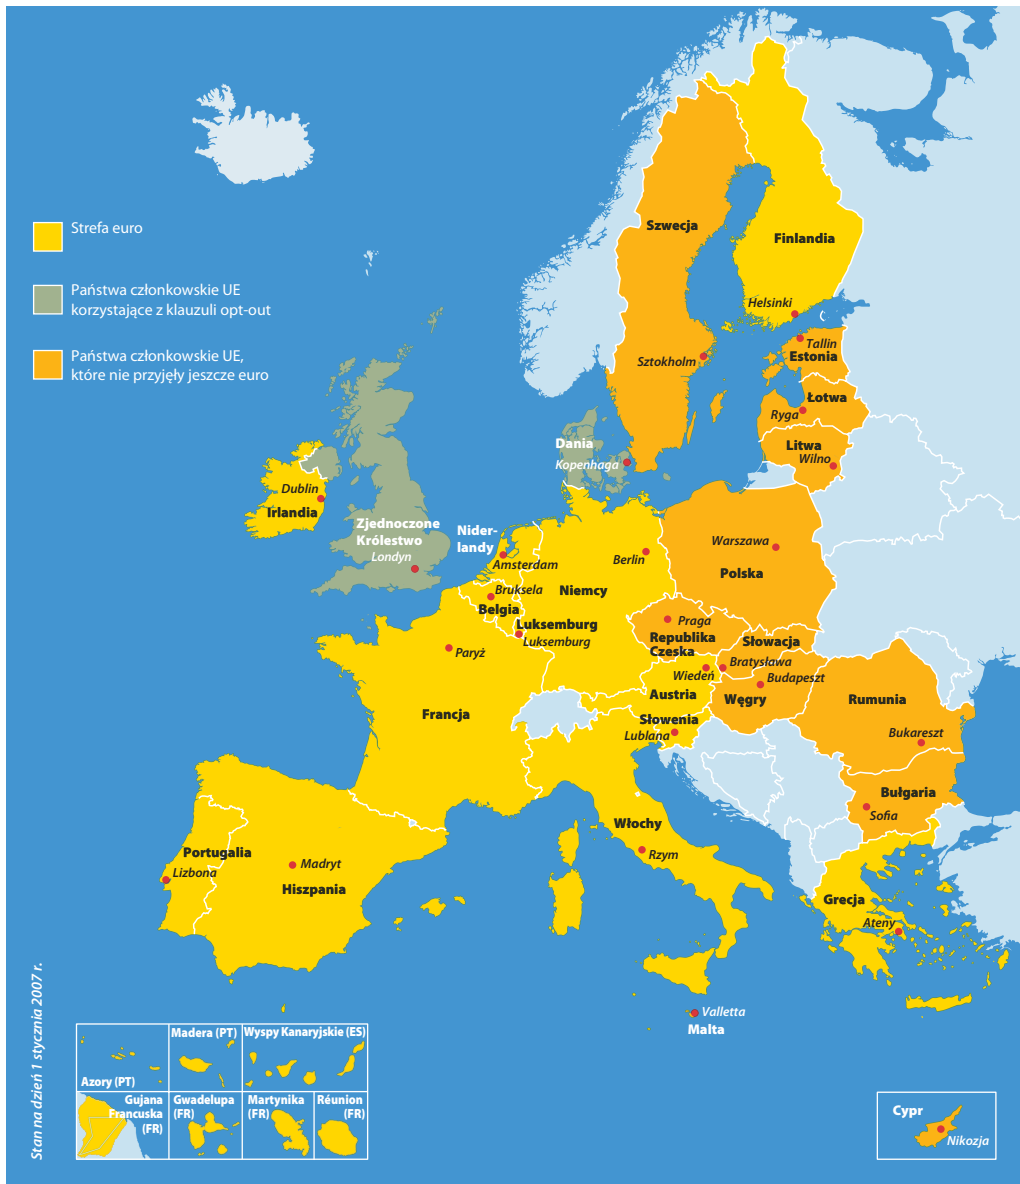 Strefa euro
Państwa członkowskie UE
korzystające z klauzuli opt-out
Państwa członkowskie UE,
które nie przyjęły jeszcze euro
Szwecja
Finlandia
Helsinki
Sztokholm
Tallin
Estonia
Łotwa
Ryga
Litwa
Wilno
Dania
Kopenhaga
Dublin
Irlandia
Zjednoczone
Królestwo
Londyn
Nider-
landy
Amsterdam
Berlin
Warszawa
Polska
Niemcy
Bruksela
Belgia
Luksemburg
Luksemburg
Praga
Republika
Czeska
Słowacja
Bratysława
Budapeszt
Wiedeń
Austria
Węgry
Rumunia
Bukareszt
Paryż
Francja
Słowenia
Lublana
Bułgaria
Sofia
Włochy
Rzym
Portugalia
Lizbona
Madryt
Hiszpania
Grecja
Ateny
Valletta
Malta
Stan na dzień 1 stycznia 2007 r.
Azory (PT)
Madera (PT)
Wyspy Kanaryjskie (ES)
Gujana
Francuska
(FR)
Gwadelupa
(FR)
Martynika
(FR)
Réunion
(FR)
Cypr
Nikozja